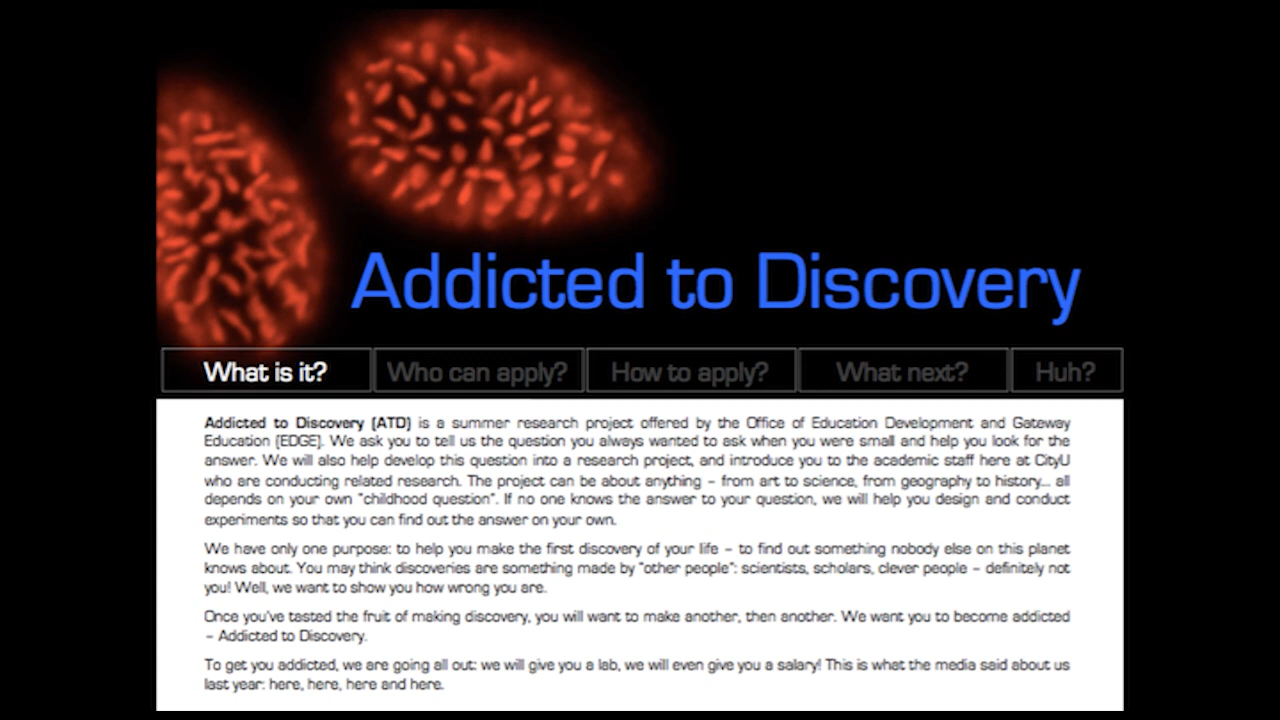 Addicted to Discovery
What is it? Who can apply? How to apply? What next? Huh?
Addicted to Discovery (ATD) is a summer research project offered by the Office of Education Development and Gateway
Education (EDGE). We ask you to tell us the question you always wanted to ask when you were small and help you look for the
answer. We will also help develop this question into a research project, and introduce you to the academic staff here at CityU
who are conducting related research. The project can be about anything – from art to science, from geography to history... all
depends on your own "childhood question". If no one knows the answer to your question, we will help you design and conduct
experiments so that you can find out the answer on your own.
We have only one purpose: to help you make the first discovery of your life – to find out something nobody else on this planet
knows about. You may think discoveries are something made by "other people": scientists, scholars, clever people – definitely not
you! Well, we want to show you how wrong you are.
Once you've tasted the fruit of making discovery, you will want to make another, then another. We want you to become addicted
– Addicted to Discovery.
To get you addicted, we are going all out: we will give you a lab, we will even give you a salary! This is what the media said about us
last year: here, here, here and here.